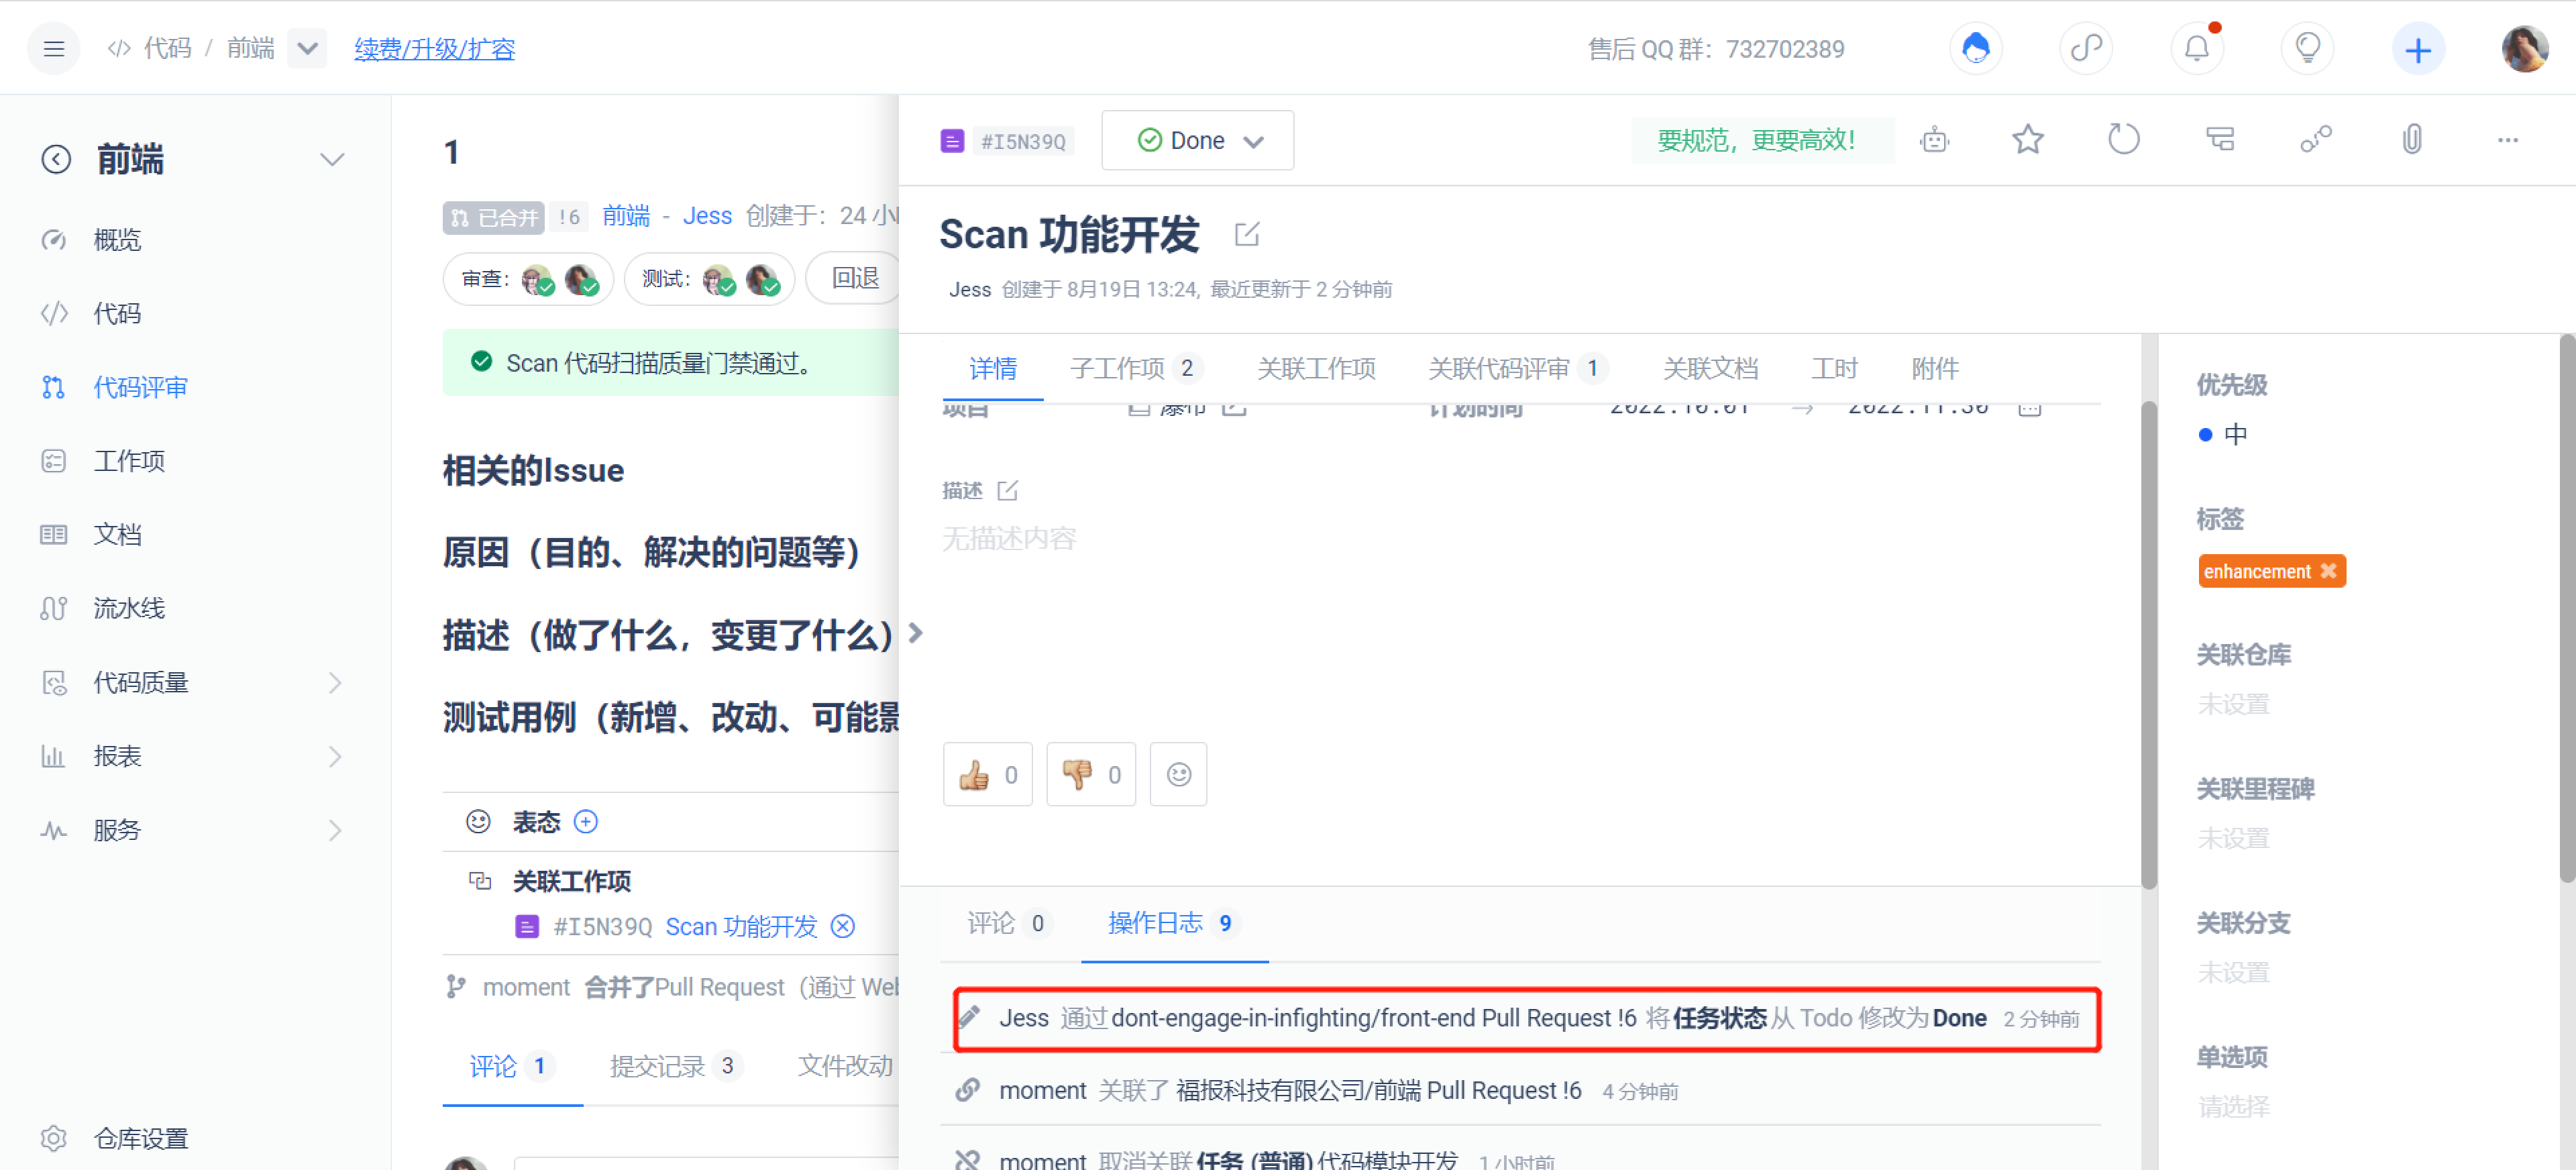 代码 / 前端 续费/升级/扩容 售后 QQ 群：732702389
前端
概览
代码
代码评审
工作项
文档
流水线
代码质量
报表
服务
仓库设置
1
已合并 !6 前端 - Jess 创建于：24 小
审查： 测试： 回退
Scan 代码扫描质量门禁通过。
相关的Issue
原因（目的、解决的问题等）
描述（做了什么，变更了什么）
测试用例（新增、改动、可能影
表态
关联工作项
#I5N39Q Scan 功能开发
moment 合并了Pull Request （通过 Web
评论 1 提交记录 3 文件改动
#I5N39Q Done 要规范，更要高效！
Scan 功能开发
Jess 创建于 8月19日 13:24, 最近更新于 2 分钟前
详情 子工作项 2 关联工作项 关联代码评审 1 关联文档 工时 附件
项目 瀑布 计划时间 2022.10.01 → 2022.11.30
描述
无描述内容
0 0
评论 0 操作日志 9
Jess 通过 dont-engage-in-infighting/front-end Pull Request !6 将 任务状态 从 Todo 修改为 Done 2 分钟前
moment 关联了 福报科技有限公司/前端 Pull Request !6 4 分钟前
moment 取消关联 任务 (普通) 代码模块开发 1 小时前
优先级
中
标签
enhancement
关联仓库
未设置
关联里程碑
未设置
关联分支
未设置
单选项
请选择